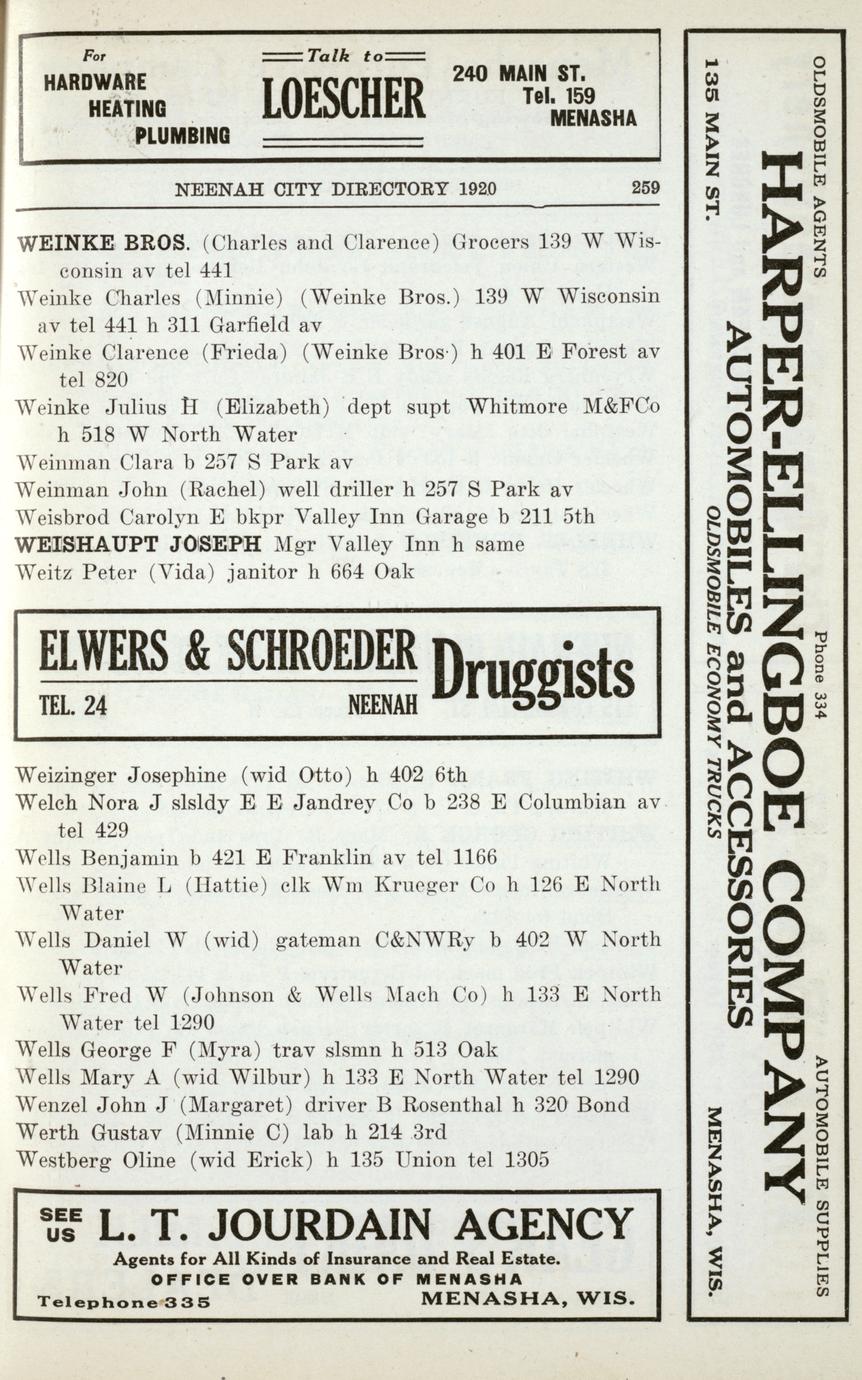 For
HARDWARE
HEATING
PLUMBING
Talk to
LOESCHER
240 MAIN ST.
Tel. 159
MENASHA
NEENAH CITY DIRECTORY 1920 259
WEINKE BROS. (Charles and Clarence) Grocers 139 W Wis-
consin av tel 441
Weinke Charles (Minnie) (Weinke Bros.) 139 W Wisconsin
av tel 441 h 311 Garfield av
Weinke Clarence (Frieda) (Weinke Bros.) h 401 E Forest av
tel 820
Weinke Julius H (Elizabeth) dept supt Whitmore M&FCo
h 518 W North Water
Weinman Clara b 257 S Park av
Weinman John (Rachel) well driller h 257 S Park av
Weisbrod Carolyn E bkpr Valley Inn Garage b 211 5th
WEISHAUPT JOSEPH Mgr Valley Inn h same
Weitz Peter (Vida) janitor h 664 Oak
ELWERS & SCHROEDER
TEL. 24 NEENAH
Druggists
Weizinger Josephine (wid Otto) h 402 6th
Welch Nora J slsldy E E Jandrey Co b 238 E Columbian av
tel 429
Wells Benjamin b 421 E Franklin av tel 1166
Wells Blaine L (Hattie) clk Wm Krueger Co h 126 E North
Water
Wells Daniel W (wid) gateman C&NWRy b 402 W North
Water
Wells Fred W (Johnson & Wells Mach Co) h 133 E North
Water tel 1290
Wells George F (Myra) trav slsmn h 513 Oak
Wells Mary A (wid Wilbur) h 133 E North Water tel 1290
Wenzel John J (Margaret) driver B Rosenthal h 320 Bond
Werth Gustav (Minnie C) lab h 214 3rd
Westberg Oline (wid Erick) h 135 Union tel 1305
SEE
US
L. T. JOURDAIN AGENCY
Agents for All Kinds of Insurance and Real Estate.
OFFICE OVER BANK OF MENASHA
Telephone 335 MENASHA, WIS.
OLDSMOBILE AGENTS Phone 334 AUTOMOBILE SUPPLIES
HARPER-ELLINGBOE COMPANY
AUTOMOBILES and ACCESSORIES
135 MAIN ST. OLDSMOBILE ECONOMY TRUCKS MENASHA, WIS.